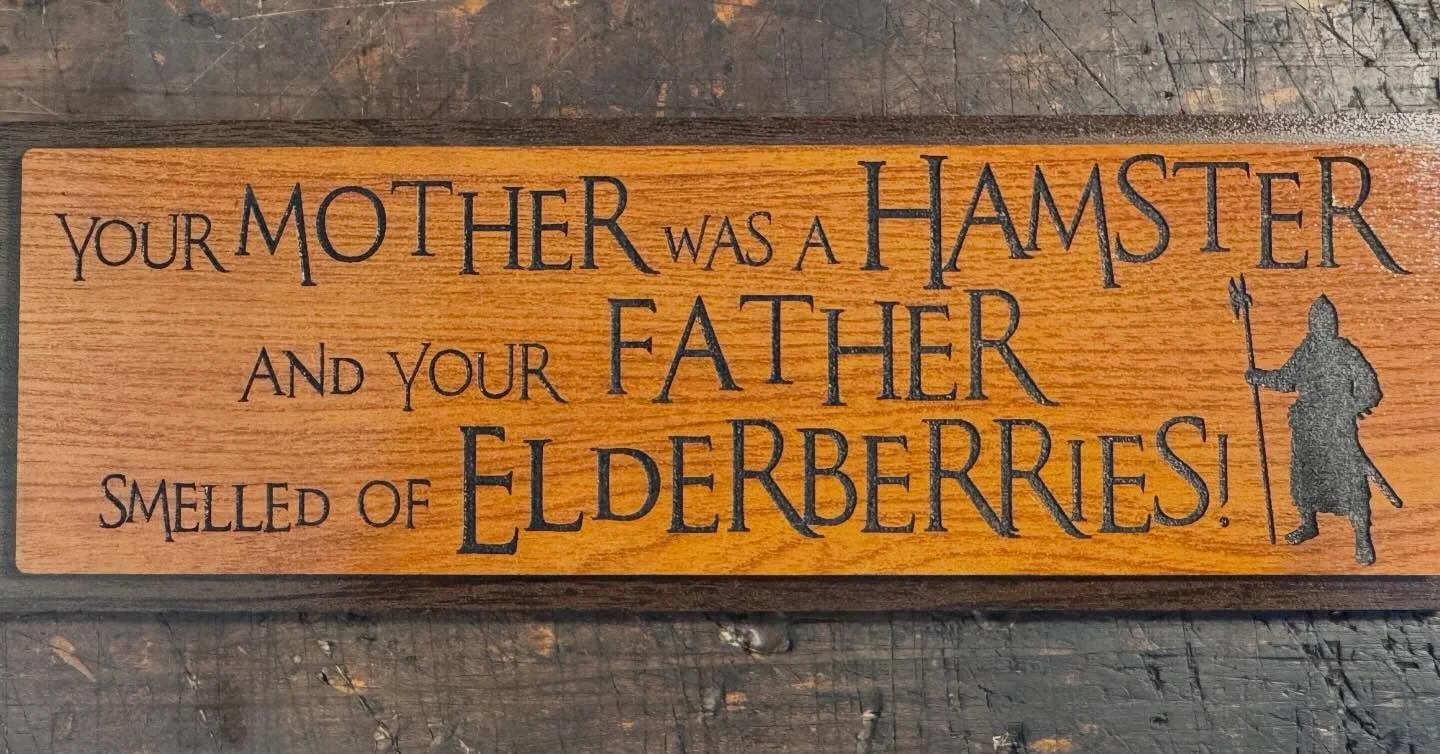 YOUR MOTHER WAS A HAMSTER
AND YOUR FATHER
SMELLED OF ELDERBERRIES!